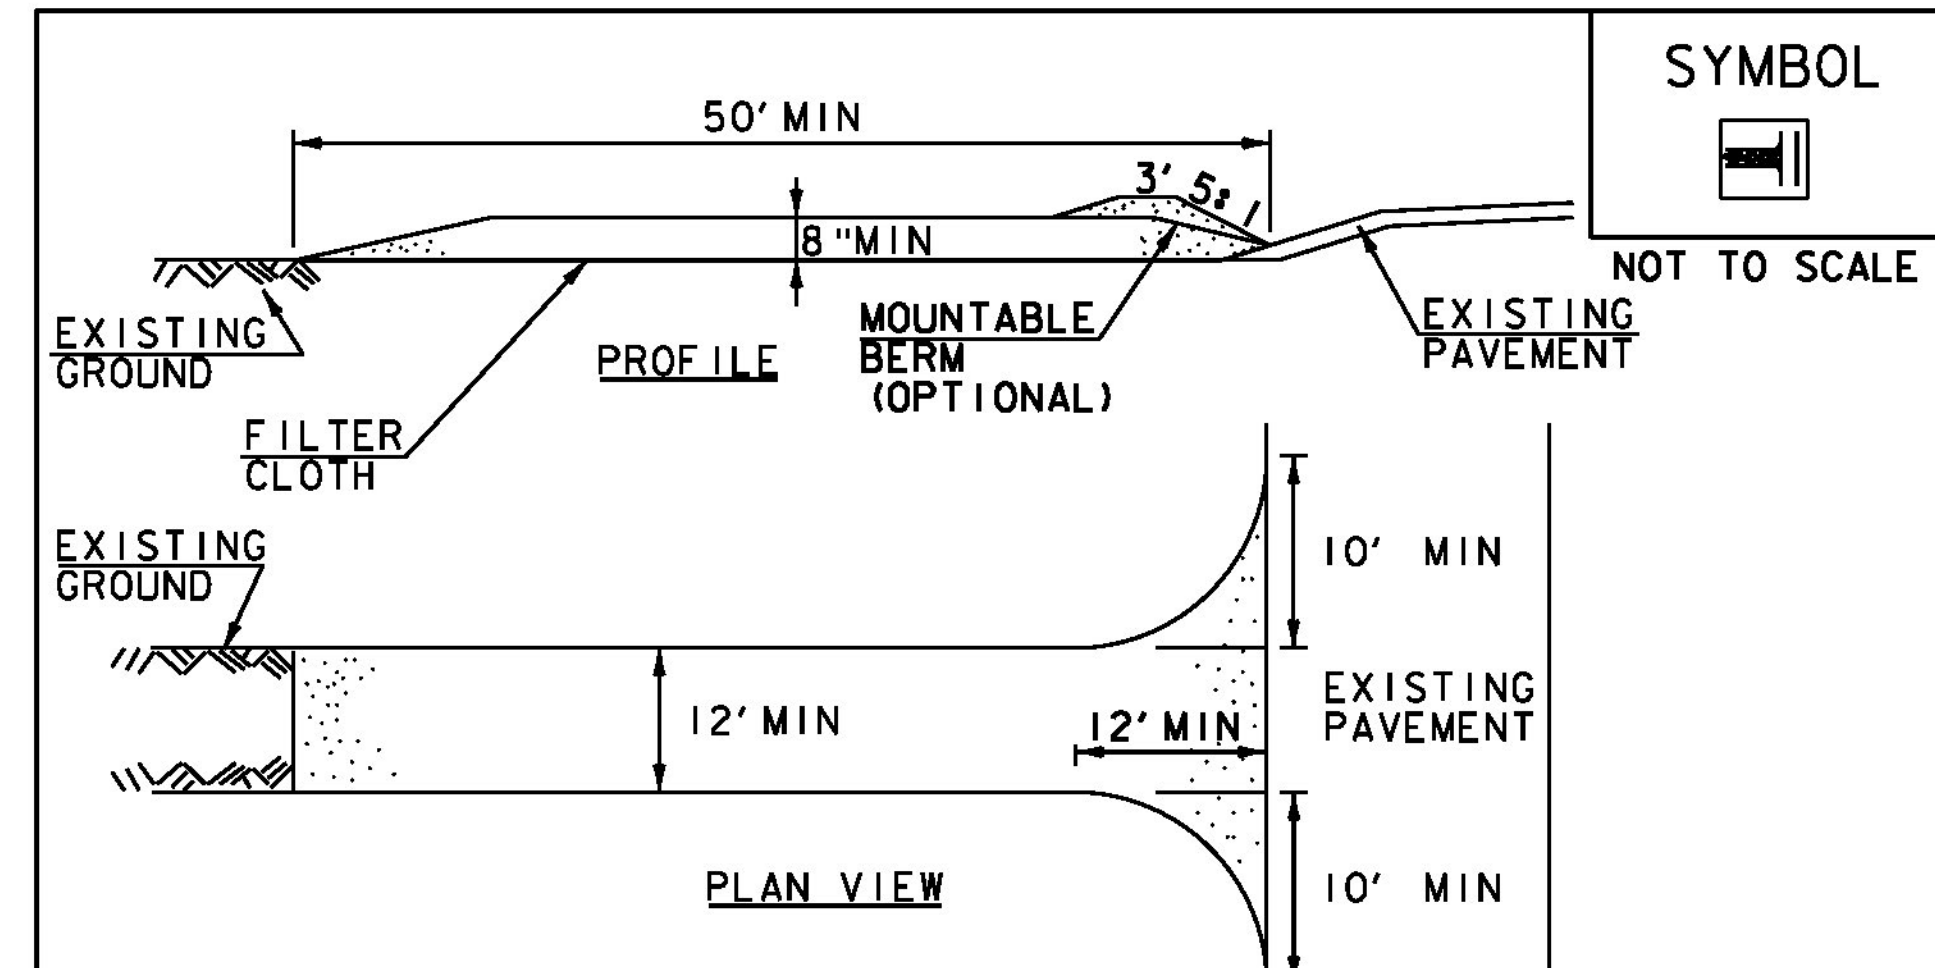 SYMBOL
NOT TO SCALE
50' MIN
3' 5:1
8" MIN
EXISTING
GROUND
PROFILE
MOUNTABLE
BERM
(OPTIONAL)
EXISTING
PAVEMENT
FILTER
CLOTH
EXISTING
GROUND
10' MIN
12' MIN
12' MIN
EXISTING
PAVEMENT
PLAN VIEW
10' MIN